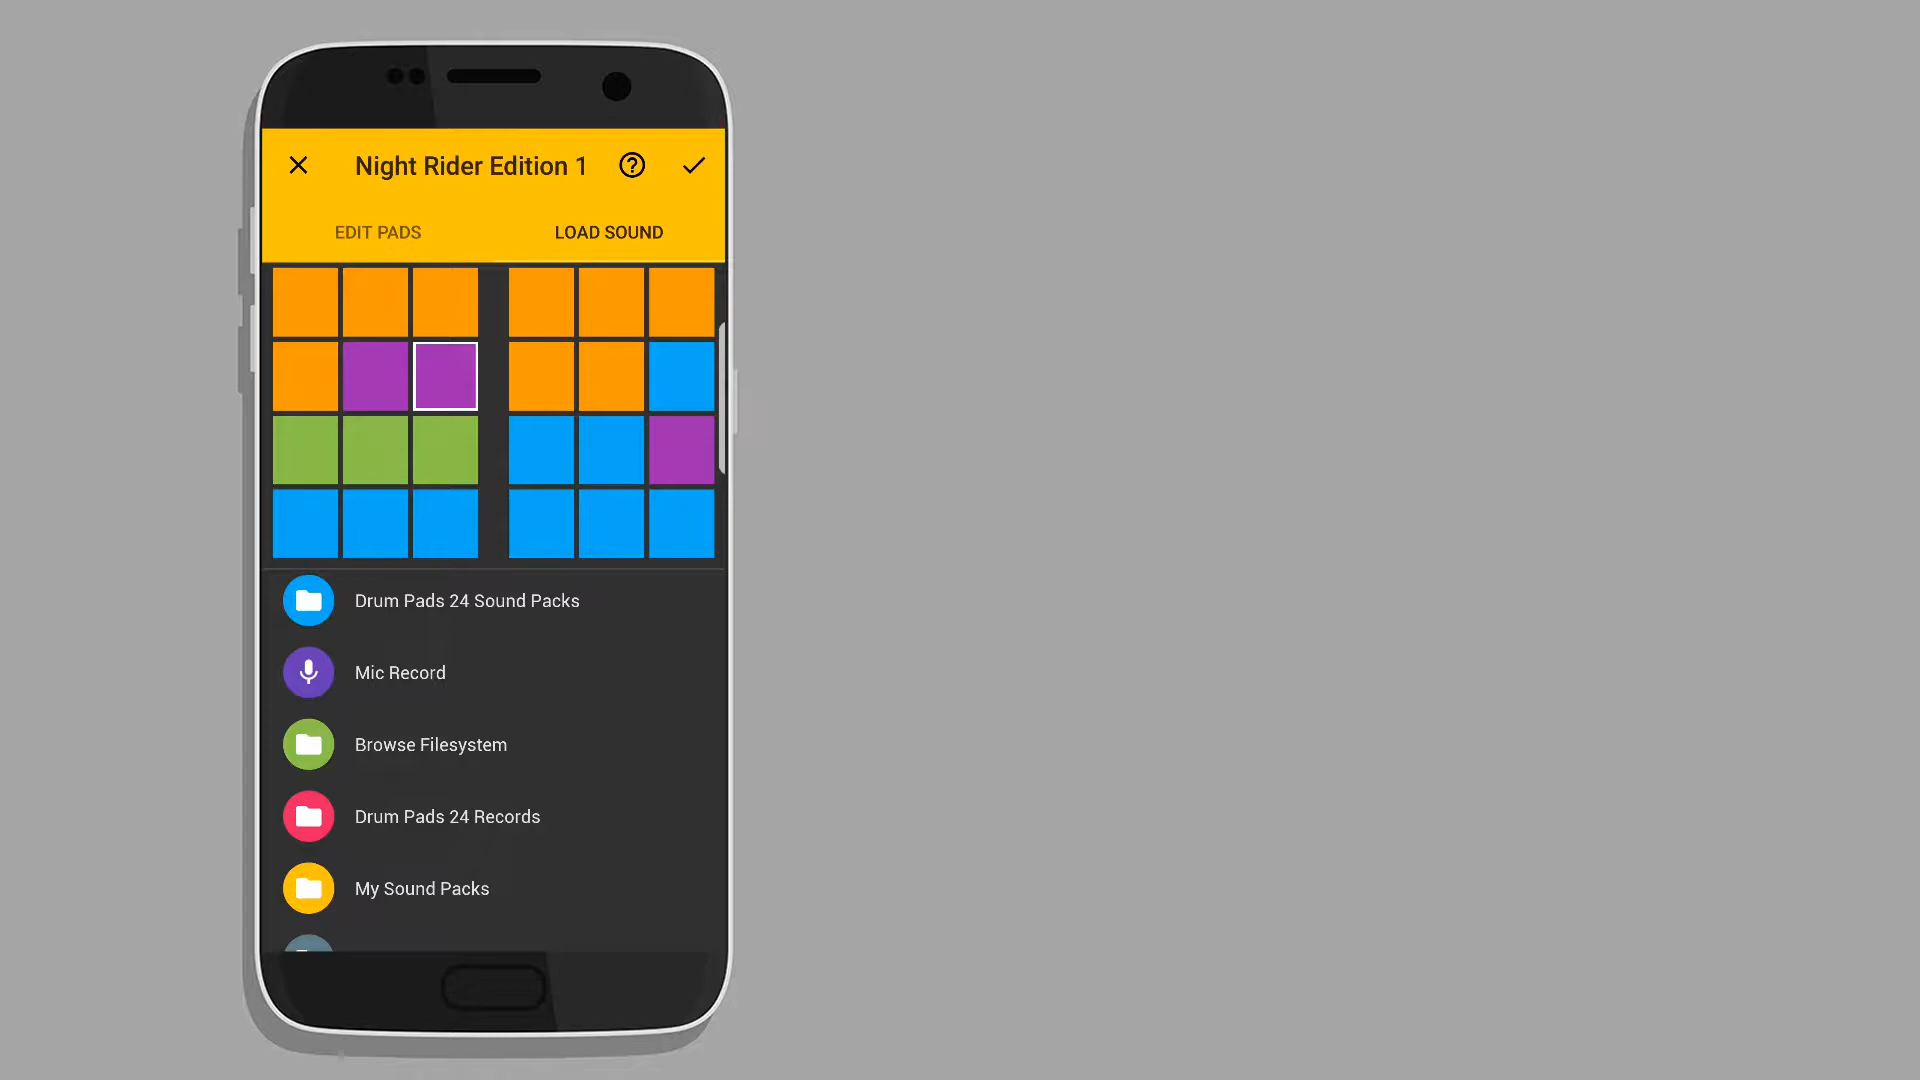 Night Rider Edition 1
EDIT PADS
LOAD SOUND
Drum Pads 24 Sound Packs
Mic Record
Browse Filesystem
Drum Pads 24 Records
My Sound Packs